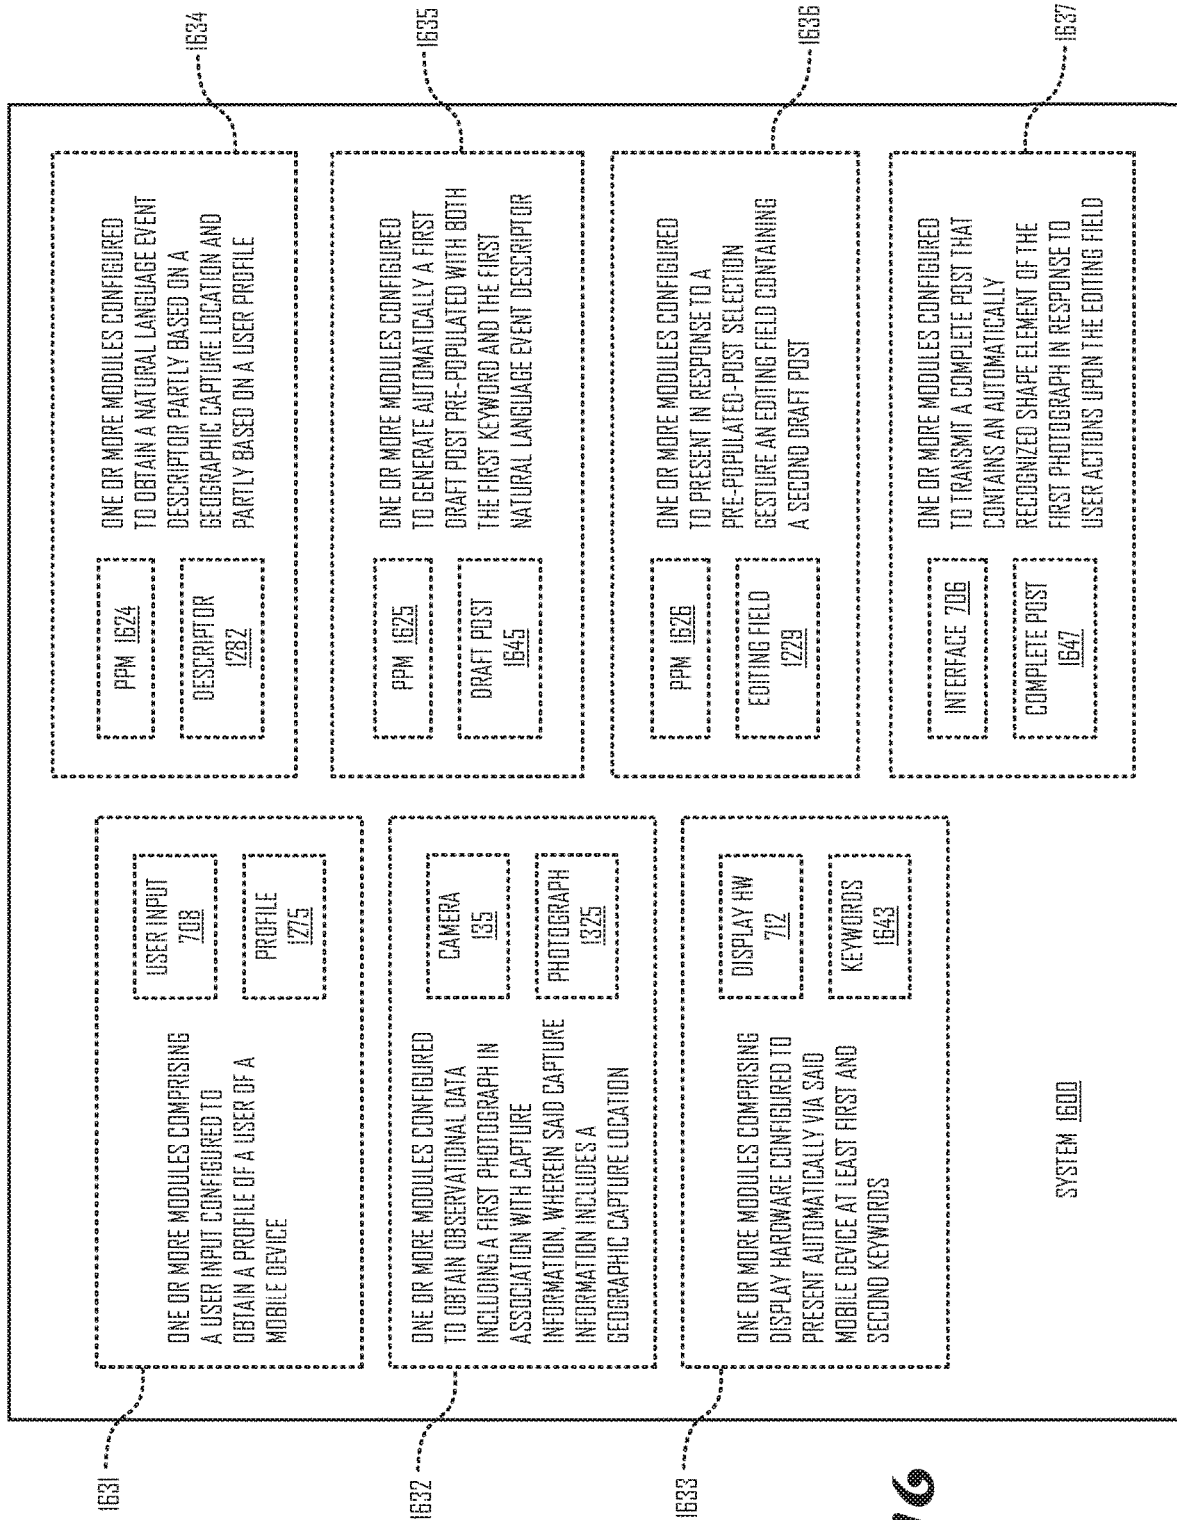 1631
ONE OR MORE MODULES COMPRISING
A USER INPUT CONFIGURED TO
OBTAIN A PROFILE OF A USER OF A
MOBILE DEVICE
USER INPUT
708
PROFILE
1275
1632
ONE OR MORE MODULES CONFIGURED
TO OBTAIN OBSERVATIONAL DATA
INCLUDING A FIRST PHOTOGRAPH IN
ASSOCIATION WITH CAPTURE
INFORMATION, WHEREIN SAID CAPTURE
INFORMATION INCLUDES A
GEOGRAPHIC CAPTURE LOCATION
CAMERA
135
PHOTOGRAPH
1325
1633
ONE OR MORE MODULES COMPRISING
DISPLAY HARDWARE CONFIGURED TO
PRESENT AUTOMATICALLY VIA SAID
MOBILE DEVICE AT LEAST FIRST AND
SECOND KEYWORDS
DISPLAY HW
712
KEYWORDS
1643
PPM 1624
DESCRIPTOR
1282
ONE OR MORE MODULES CONFIGURED
TO OBTAIN A NATURAL LANGUAGE EVENT
DESCRIPTOR PARTLY BASED ON A
GEOGRAPHIC CAPTURE LOCATION AND
PARTLY BASED ON A USER PROFILE
1634
PPM 1625
DRAFT POST
1645
ONE OR MORE MODULES CONFIGURED
TO GENERATE AUTOMATICALLY A FIRST
DRAFT POST PRE-POPULATED WITH BOTH
THE FIRST KEYWORD AND THE FIRST
NATURAL LANGUAGE EVENT DESCRIPTOR
1635
PPM 1626
EDITING FIELD
1229
ONE OR MORE MODULES CONFIGURED
TO PRESENT IN RESPONSE TO A
PRE-POPULATED-POST SELECTION
GESTURE AN EDITING FIELD CONTAINING
A SECOND DRAFT POST
1636
INTERFACE 706
COMPLETE POST
1647
ONE OR MORE MODULES CONFIGURED
TO TRANSMIT A COMPLETE POST THAT
CONTAINS AN AUTOMATICALLY
RECOGNIZED SHAPE ELEMENT OF THE
FIRST PHOTOGRAPH IN RESPONSE TO
USER ACTIONS UPON THE EDITING FIELD
1637
SYSTEM 1600